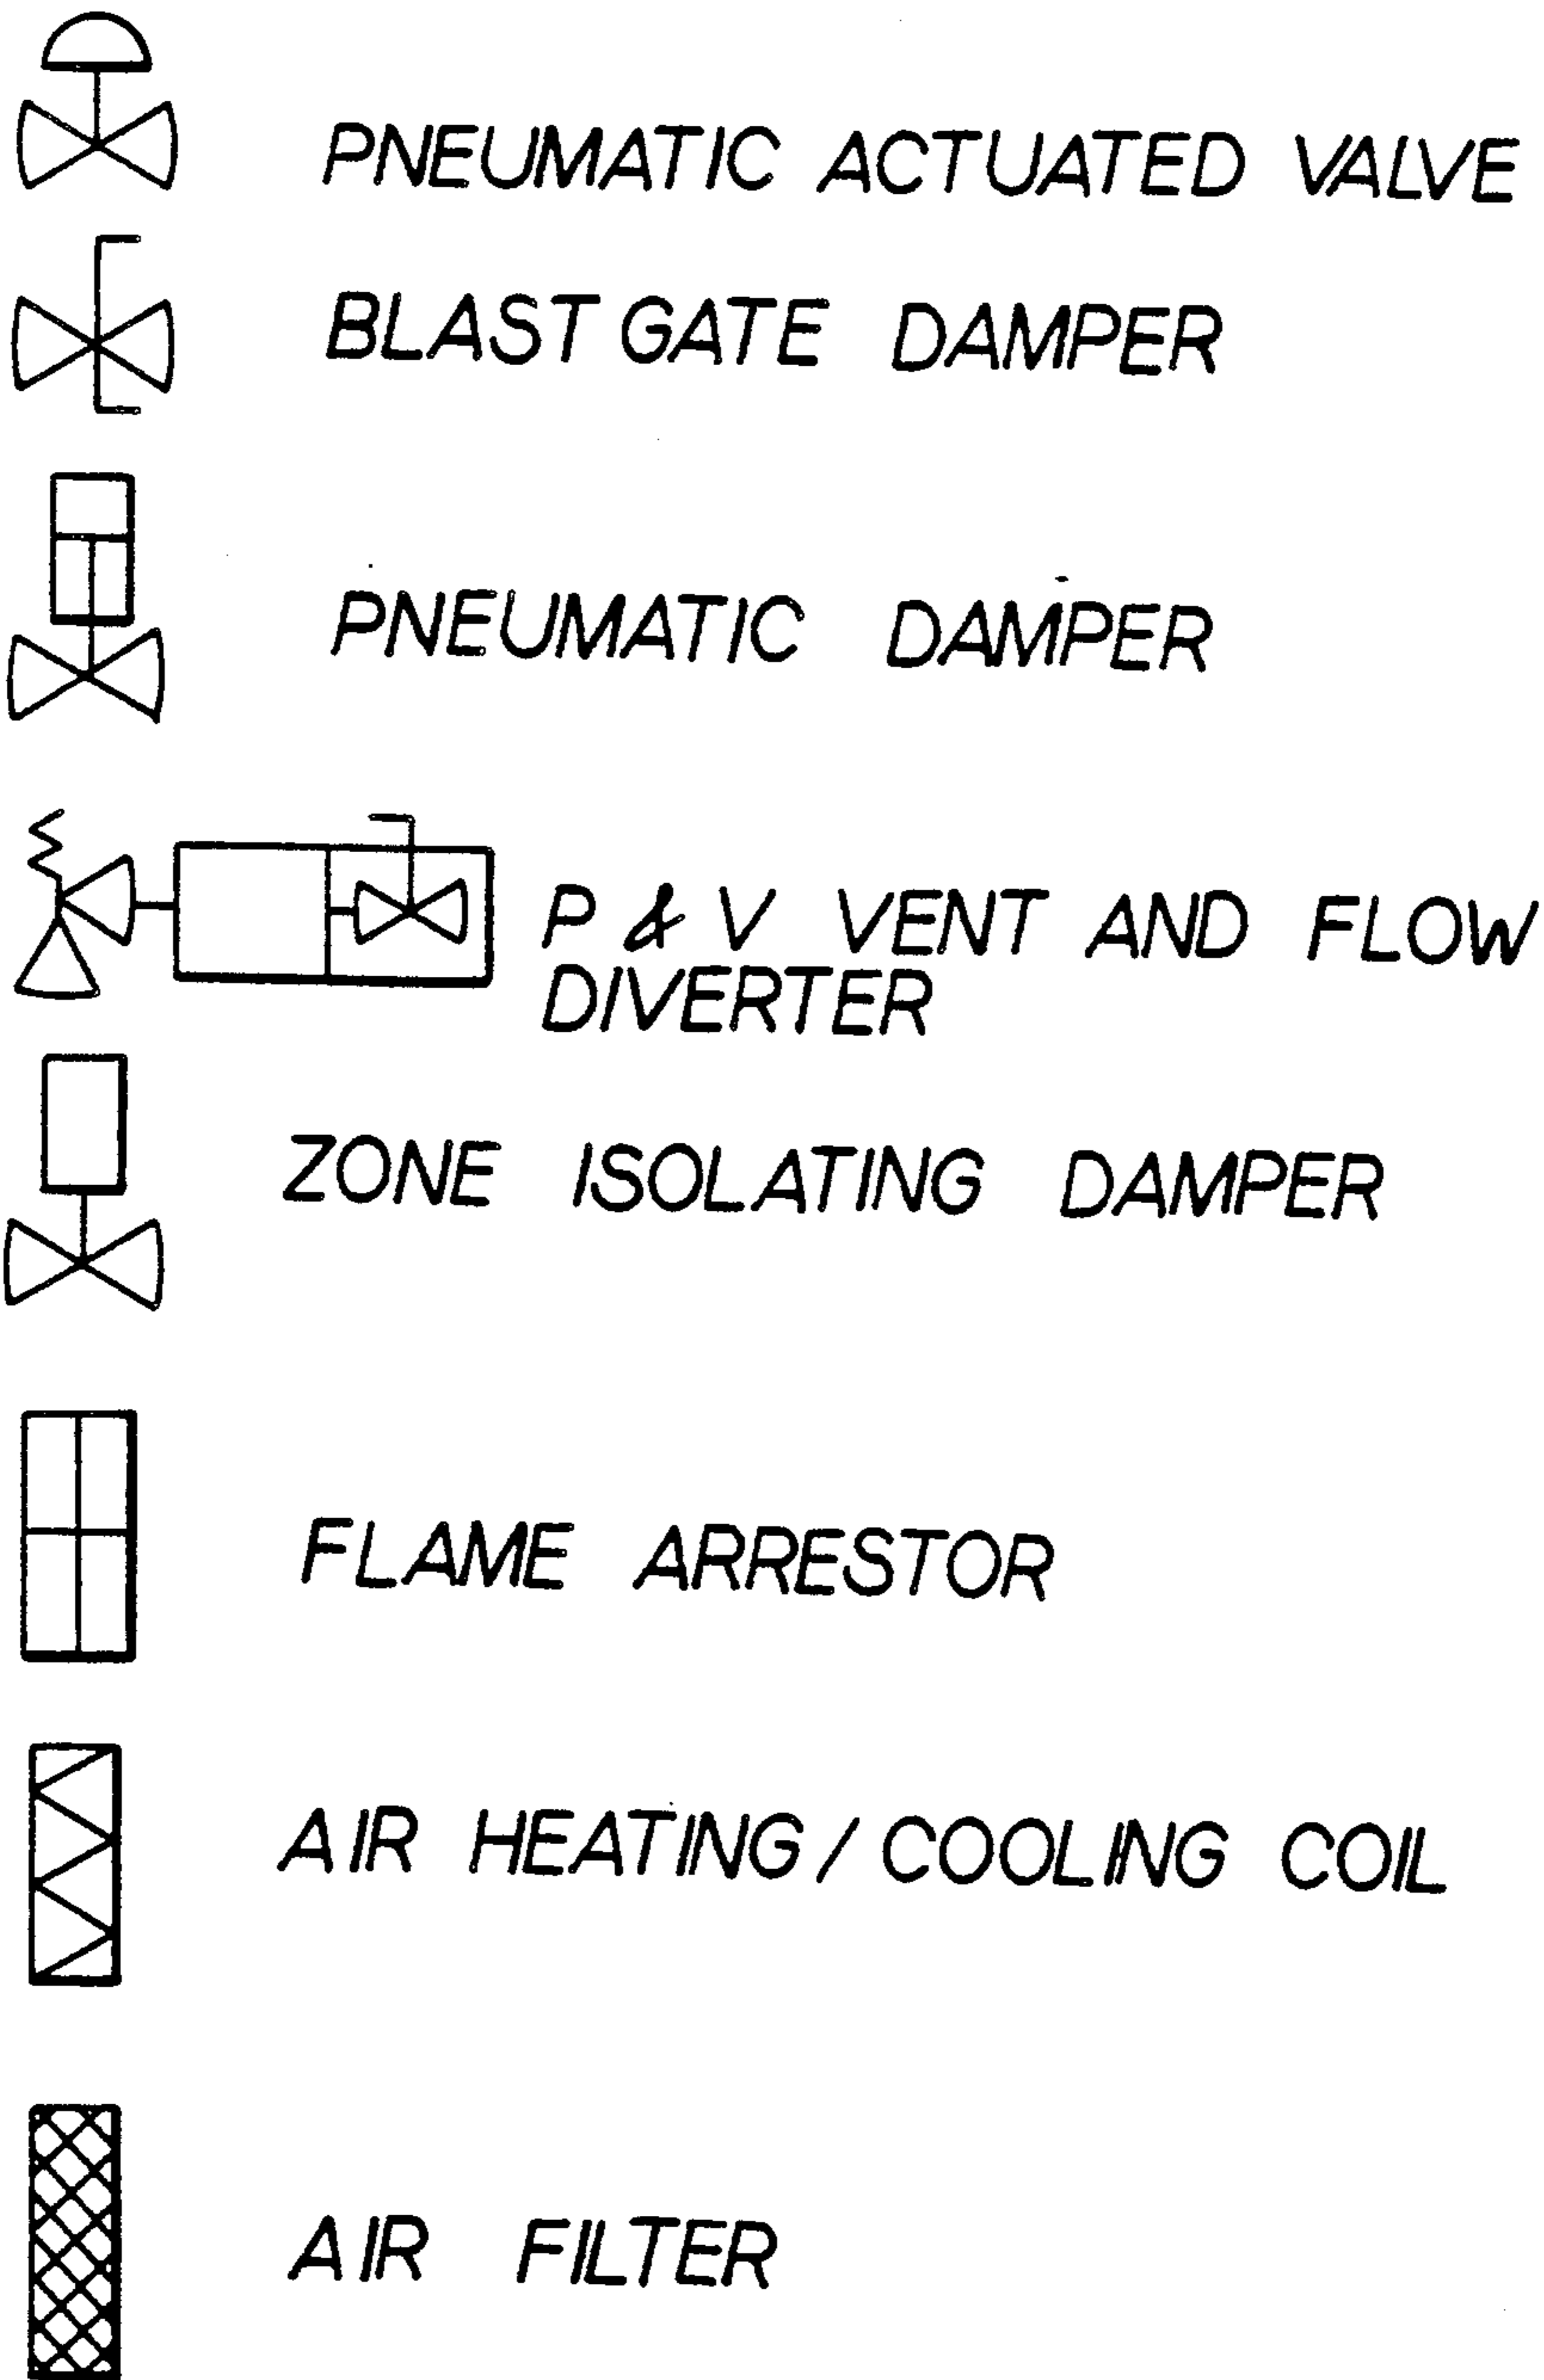 PNEUMATIC ACTUATED VALVE
BLAST GATE DAMPER
PNEUMATIC DAMPER
P & V VENT AND FLOW
DIVERTER
ZONE ISOLATING DAMPER
FLAME ARRESTOR
AIR HEATING/COOLING COIL
AIR FILTER